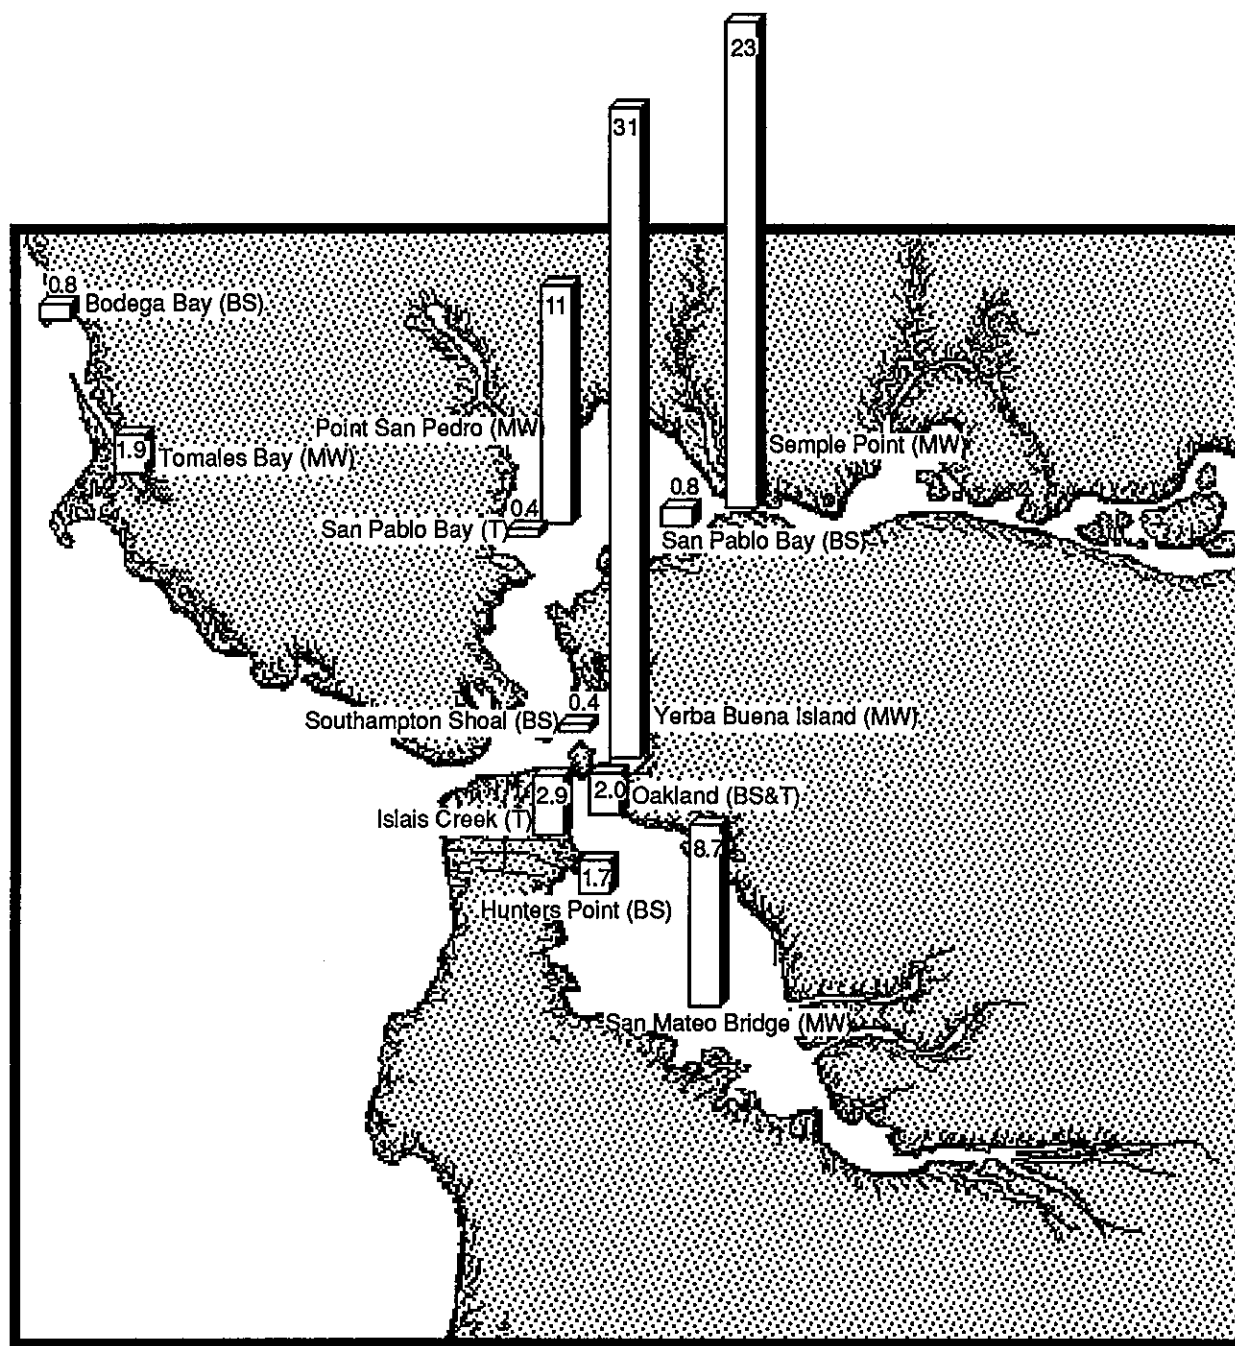 23
31
0.8
Bodega Bay (BS)
11
Point San Pedro (MW)
Semple Point (MW)
1.9
Tomales Bay (MW)
0.8
0.4
San Pablo Bay (T)
San Pablo Bay (BS)
0.4
Southampton Shoal (BS)
Yerba Buena Island (MW)
2.9
2.0
Oakland (BS&T)
Islais Creek (T)
8.7
1.7
Hunters Point (BS)
San Mateo Bridge (MW)